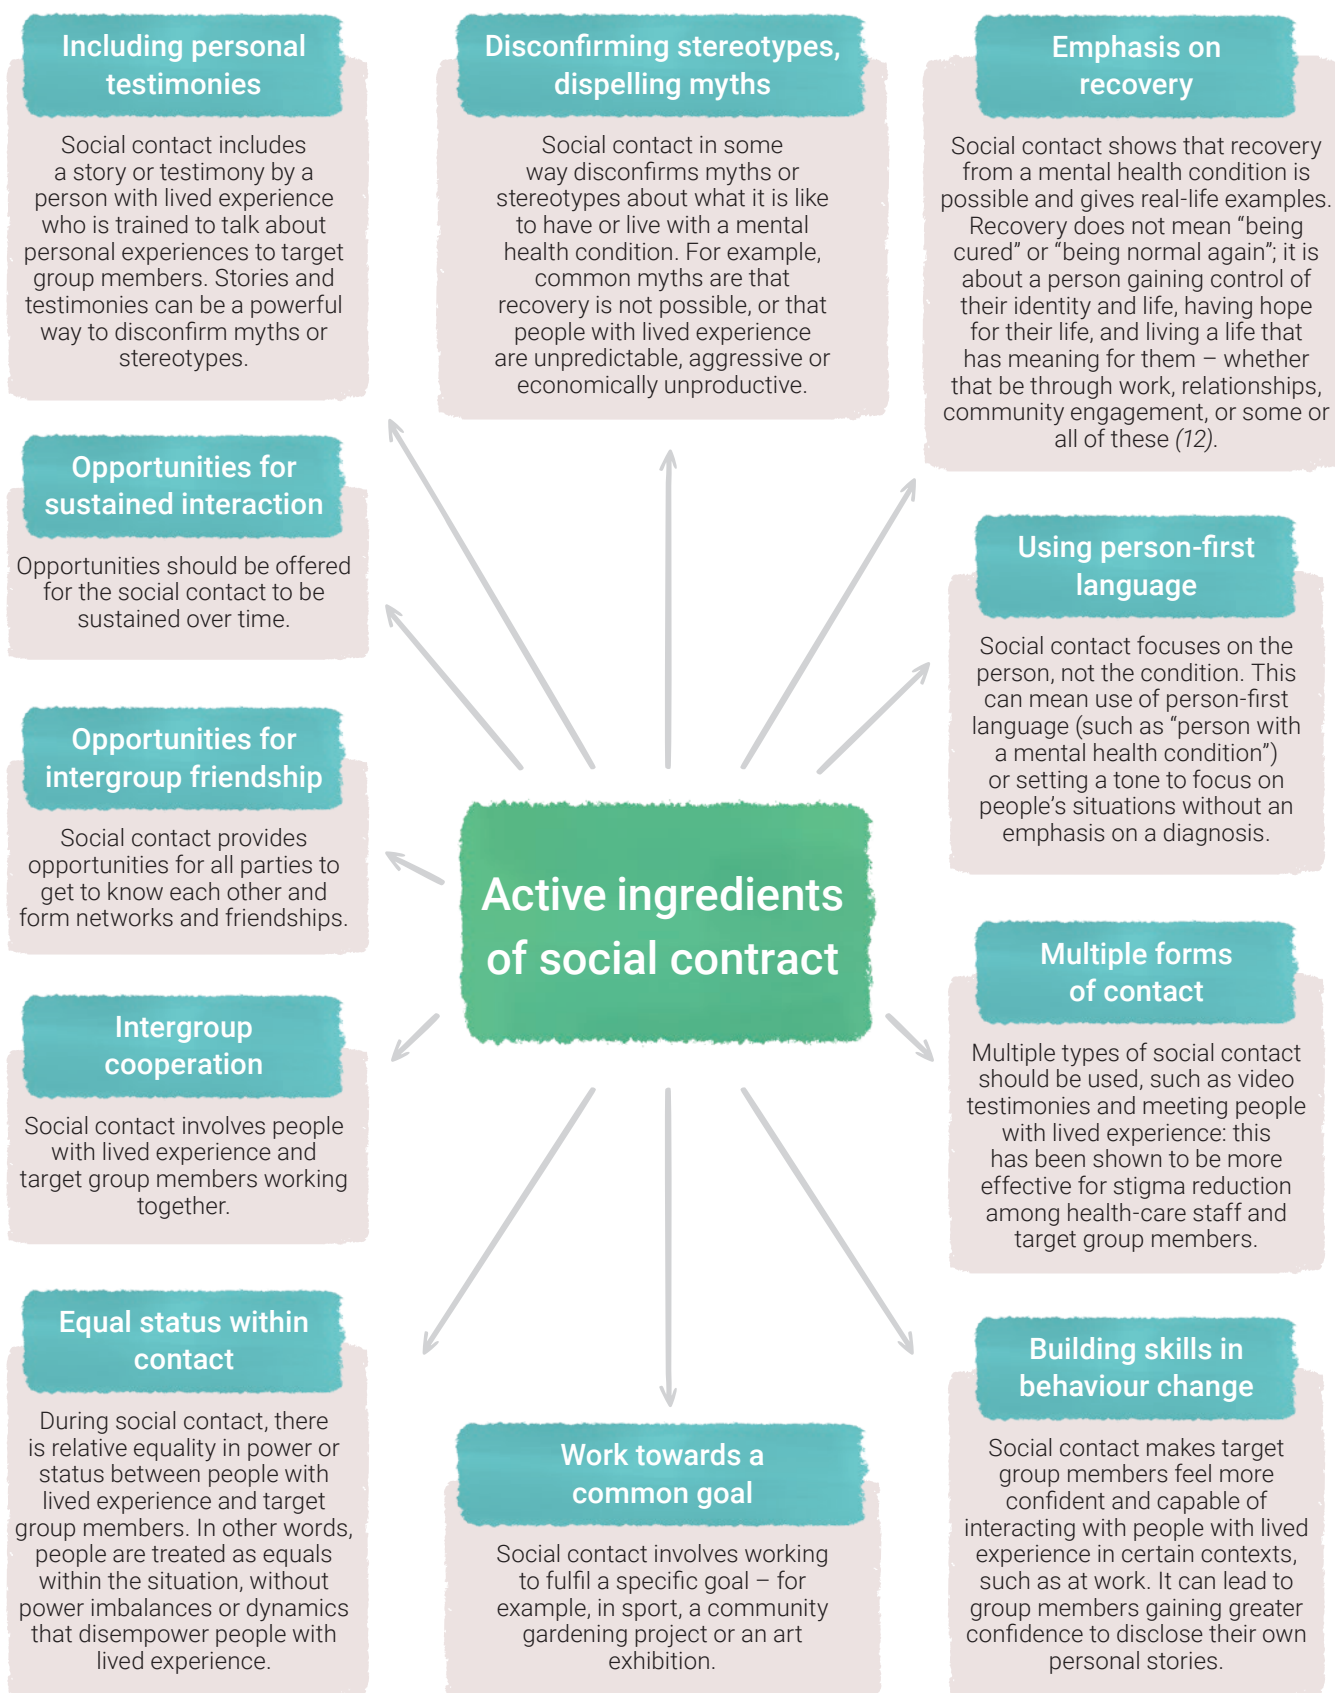 Including personal
testimonies
Social contact includes
a story or testimony by a
person with lived experience
who is trained to talk about
personal experiences to target
group members. Stories and
testimonies can be a powerful
way to disconfirm myths or
stereotypes.
Disconfirming stereotypes,
dispelling myths
Social contact in some
way disconfirms myths or
stereotypes about what it is like
to have or live with a mental
health condition. For example,
common myths are that
recovery is not possible, or that
people with lived experience
are unpredictable, aggressive or
economically unproductive.
Emphasis on
recovery
Social contact shows that recovery
from a mental health condition is
possible and gives real-life examples.
Recovery does not mean “being
cured” or “being normal again”; it is
about a person gaining control of
their identity and life, having hope
for their life, and living a life that
has meaning for them – whether
that be through work, relationships,
community engagement, or some or
all of these (12).
Opportunities for
sustained interaction
Opportunities should be offered
for the social contact to be
sustained over time.
Using person-first
language
Social contact focuses on the
person, not the condition. This
can mean use of person-first
language (such as “person with
a mental health condition”)
or setting a tone to focus on
people’s situations without an
emphasis on a diagnosis.
Opportunities for
intergroup friendship
Social contact provides
opportunities for all parties to
get to know each other and
form networks and friendships.
Active ingredients
of social contract
Multiple forms
of contact
Multiple types of social contact
should be used, such as video
testimonies and meeting people
with lived experience: this
has been shown to be more
effective for stigma reduction
among health-care staff and
target group members.
Intergroup
cooperation
Social contact involves people
with lived experience and
target group members working
together.
Equal status within
contact
During social contact, there
is relative equality in power or
status between people with
lived experience and target
group members. In other words,
people are treated as equals
within the situation, without
power imbalances or dynamics
that disempower people with
lived experience.
Work towards a
common goal
Social contact involves working
to fulfil a specific goal – for
example, in sport, a community
gardening project or an art
exhibition.
Building skills in
behaviour change
Social contact makes target
group members feel more
confident and capable of
interacting with people with lived
experience in certain contexts,
such as at work. It can lead to
group members gaining greater
confidence to disclose their own
personal stories.